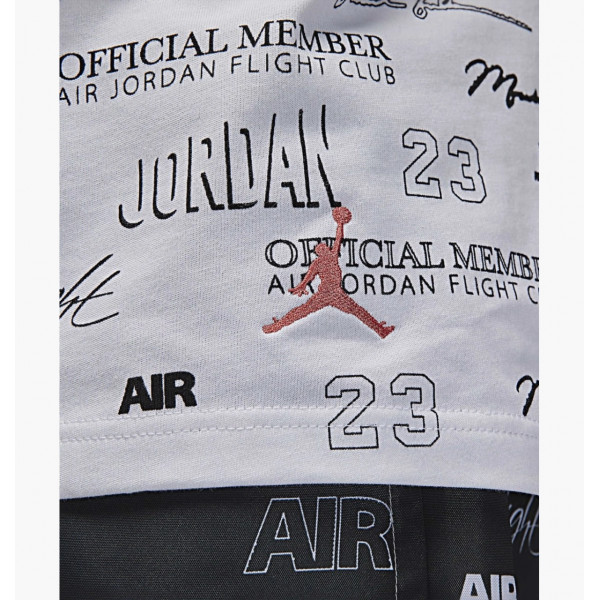 OFFICIAL MEMBER
AIR JORDAN FLIGHT CLUB
JORDAN
23
OFFICIAL MEMBER
AIR JORDAN FLIGHT CLUB
AIR
23
AIR
AIR